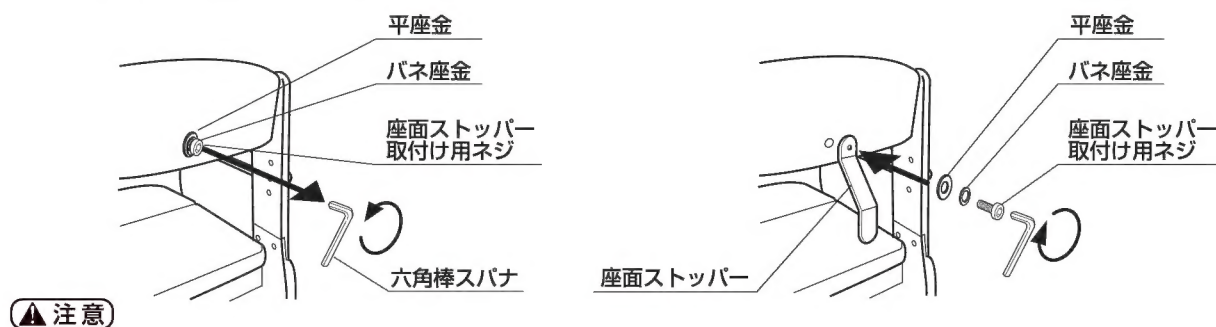 平座金
バネ座金
座面ストッパー
取付け用ネジ
六角棒スパナ
平座金
バネ座金
座面ストッパー
取付け用ネジ
座面ストッパー
注意